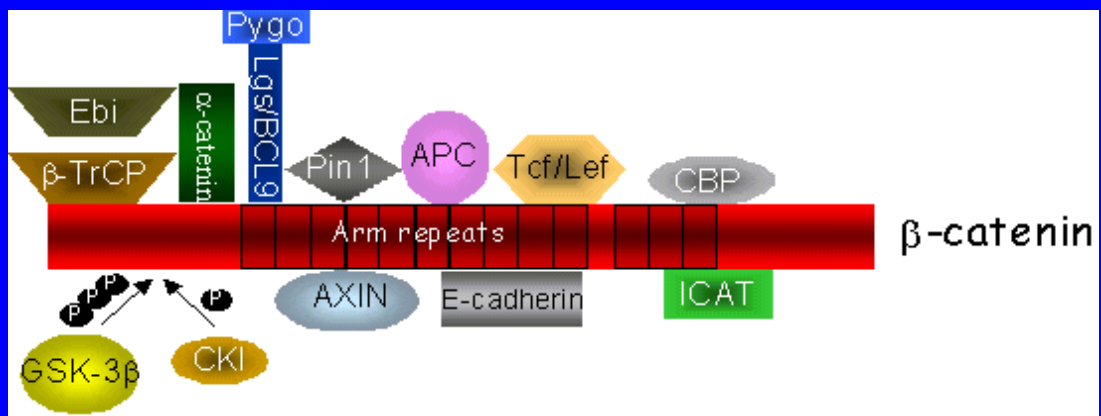 Pygo
Lgs/BCL9
Ebi
α-catenin
β-TrCP
Pin1
APC
Tcf/Lef
CBP
Arm repeats
β-catenin
P P P
P
AXIN
E-cadherin
ICAT
GSK-3β
CKI